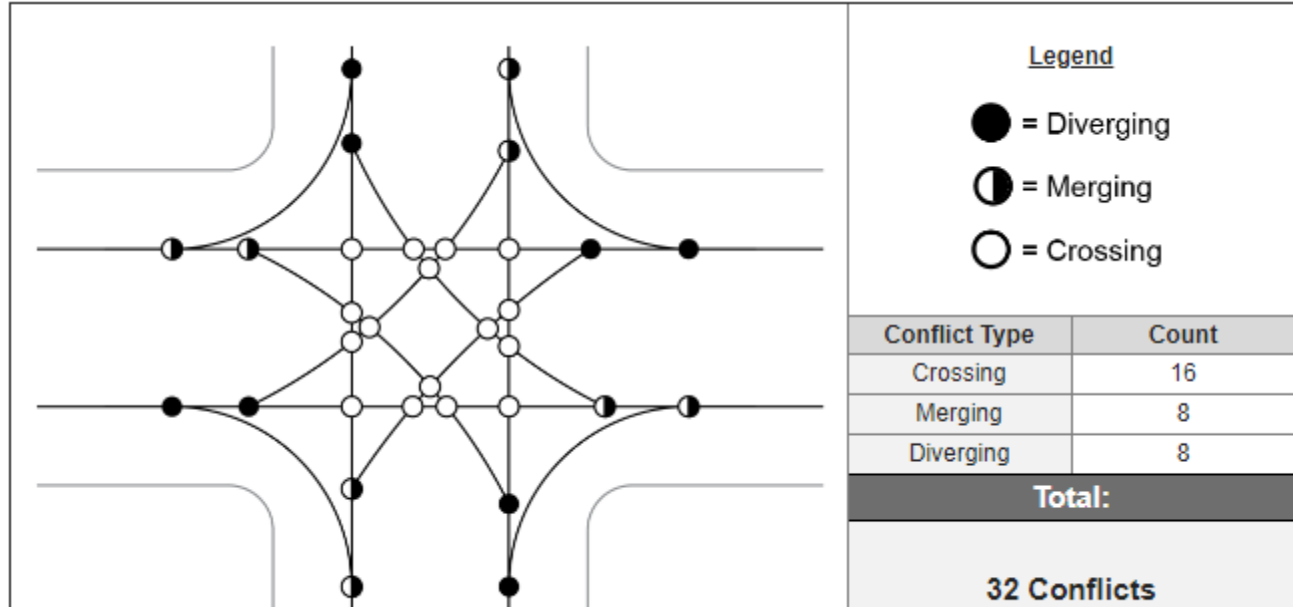 Legend
= Diverging
= Merging
= Crossing
Conflict Type Count
Crossing 16
Merging 8
Diverging 8
Total:
32 Conflicts